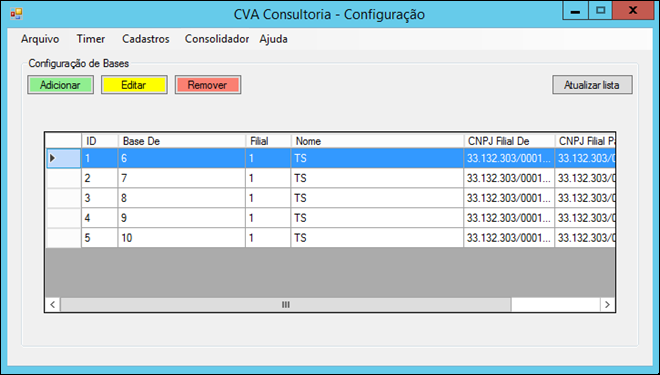 CVA Consultoria - Configuração
Arquivo Timer Cadastros Consolidador Ajuda
Configuração de Bases
Adicionar Editar Remover Atualizar lista
ID Base De Filial Nome CNPJ Filial De CNPJ Filial Pa
1 6 1 TS 33.132.303/0001... 33.132.303/0
2 7 1 TS 33.132.303/0001... 33.132.303/0
3 8 1 TS 33.132.303/0001... 33.132.303/0
4 9 1 TS 33.132.303/0001... 33.132.303/0
5 10 1 TS 33.132.303/0001... 33.132.303/0